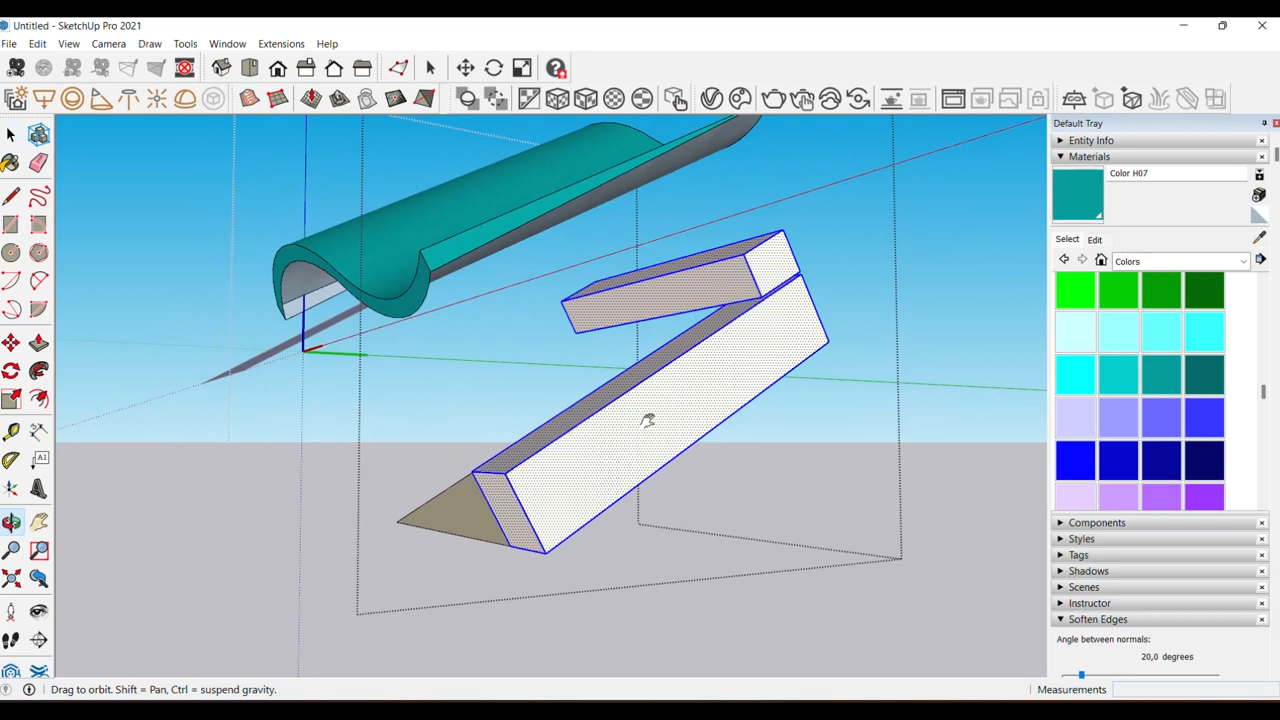 Untitled - SketchUp Pro 2021
File Edit View Camera Draw Tools Window Extensions Help
Default Tray
Entity Info
Materials
Color H07
Select Edit
Colors
Components
Styles
Tags
Shadows
Scenes
Instructor
Soften Edges
Angle between normals:
20,0 degrees
A1
Drag to orbit. Shift = Pan, Ctrl = suspend gravity.
Measurements